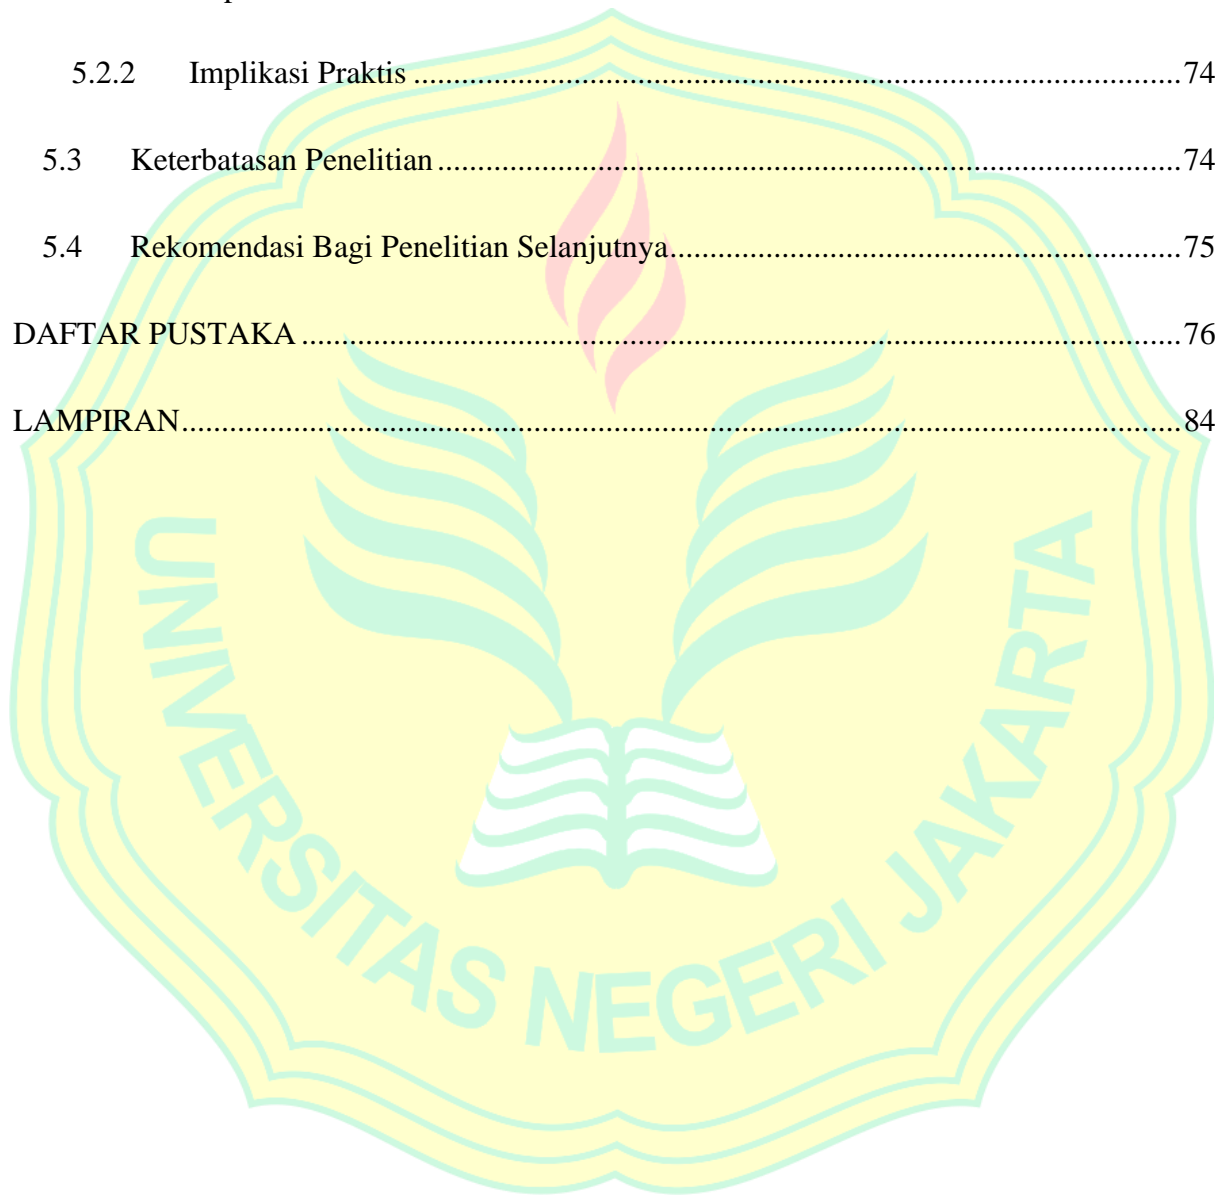 5.2.2 Implikasi Praktis ........................................................................................74
5.3 Keterbatasan Penelitian ........................................................................................74
5.4 Rekomendasi Bagi Penelitian Selanjutnya........................................................................75
DAFTAR PUSTAKA ........................................................................................76
LAMPIRAN........................................................................................84
UNIVERSITAS NEGERI JAKARTA